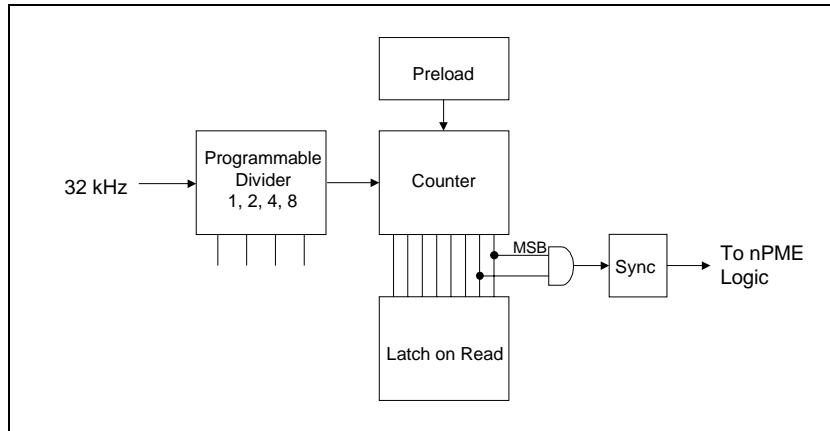 Preload
Programmable
Divider
1, 2, 4, 8
32 kHz
Counter
MSB
Sync
To nPME
Logic
Latch on Read